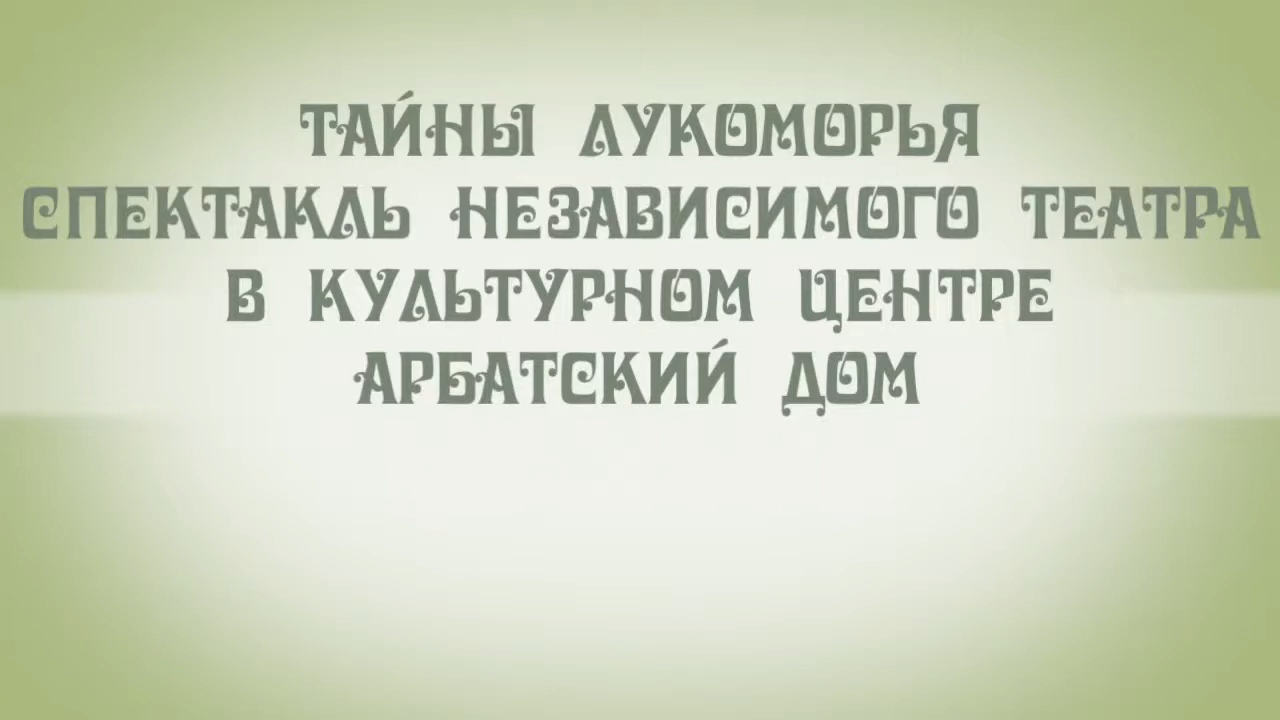 ТАЙНЫ ЛУКОМОРЬЯ
СПЕКТАКЛЬ НЕЗАВИСИМОГО ТЕАТРА
В КУЛЬТУРНОМ ЦЕНТРЕ
АРБАТСКИЙ ДОМ